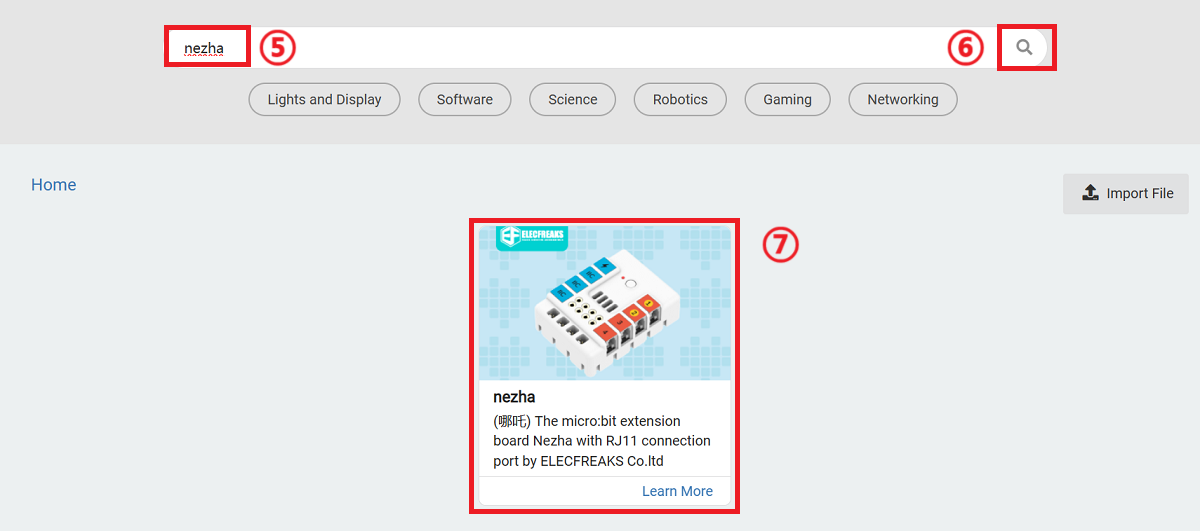 nezha ⑤ ⑥
Lights and Display Software Science Robotics Gaming Networking
Home
Import File
ELECFREAKS
⑦
nezha
(哪吒) The micro:bit extension
board Nezha with RJ11 connection
port by ELECFREAKS Co.ltd
Learn More